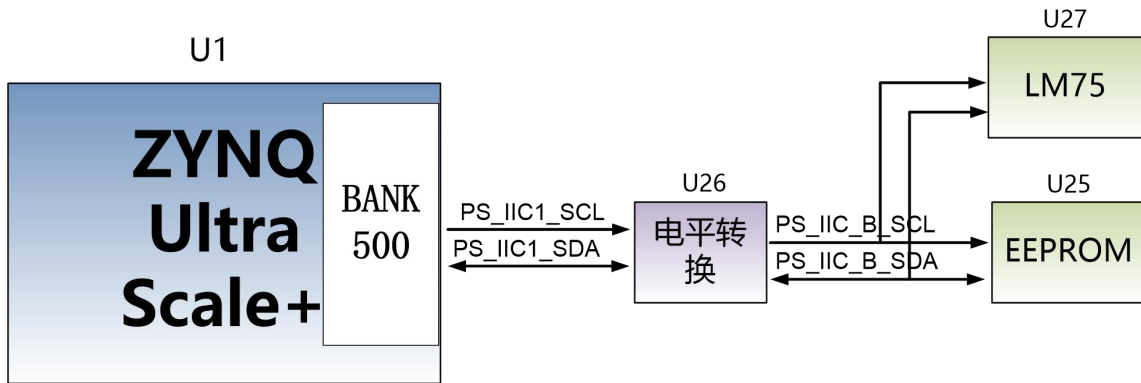 U1
ZYNQ
Ultra
Scale+
BANK
500
PS_IIC1_SCL
PS_IIC1_SDA
U26
电平转
换
PS_IIC_B_SCL
PS_IIC_B_SDA
U27
LM75
U25
EEPROM